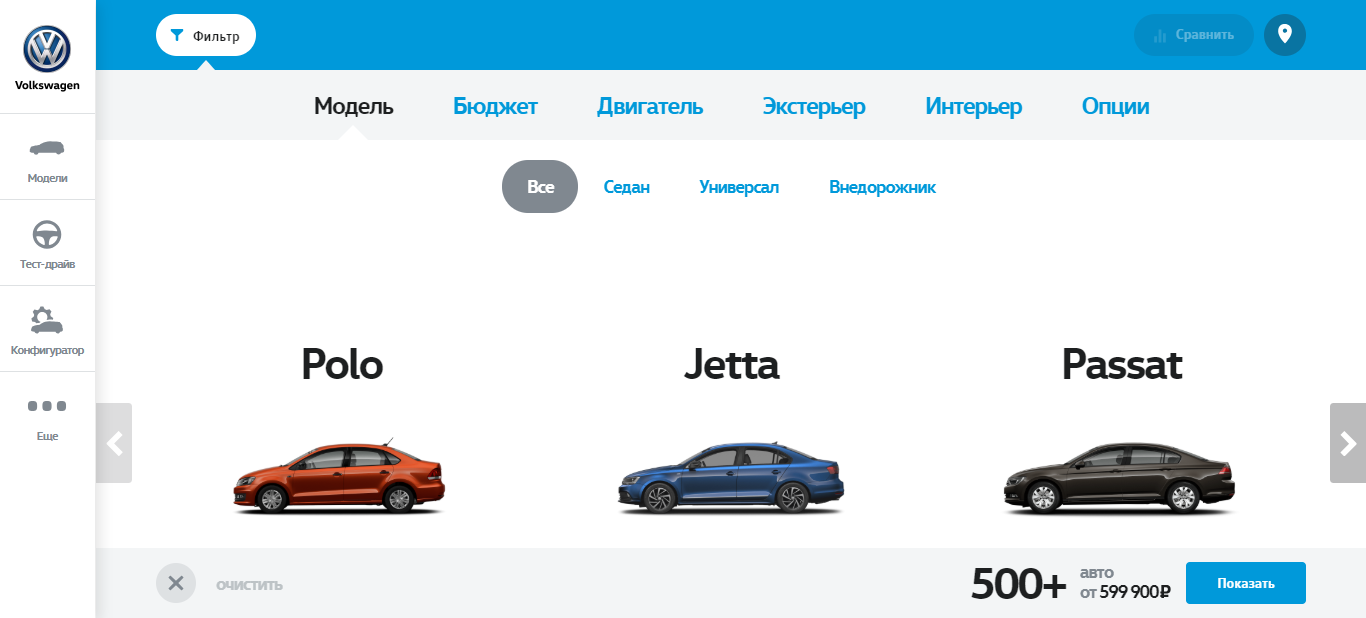 Volkswagen
Модели
Тест-драйв
Конфигуратор
Еще
Фильтр
Сравнить
Модель Бюджет Двигатель Экстерьер Интерьер Опции
Все Седан Универсал Внедорожник
Polo Jetta Passat
ОЧИСТИТЬ
500+
авто
от 599 900₽
Показать